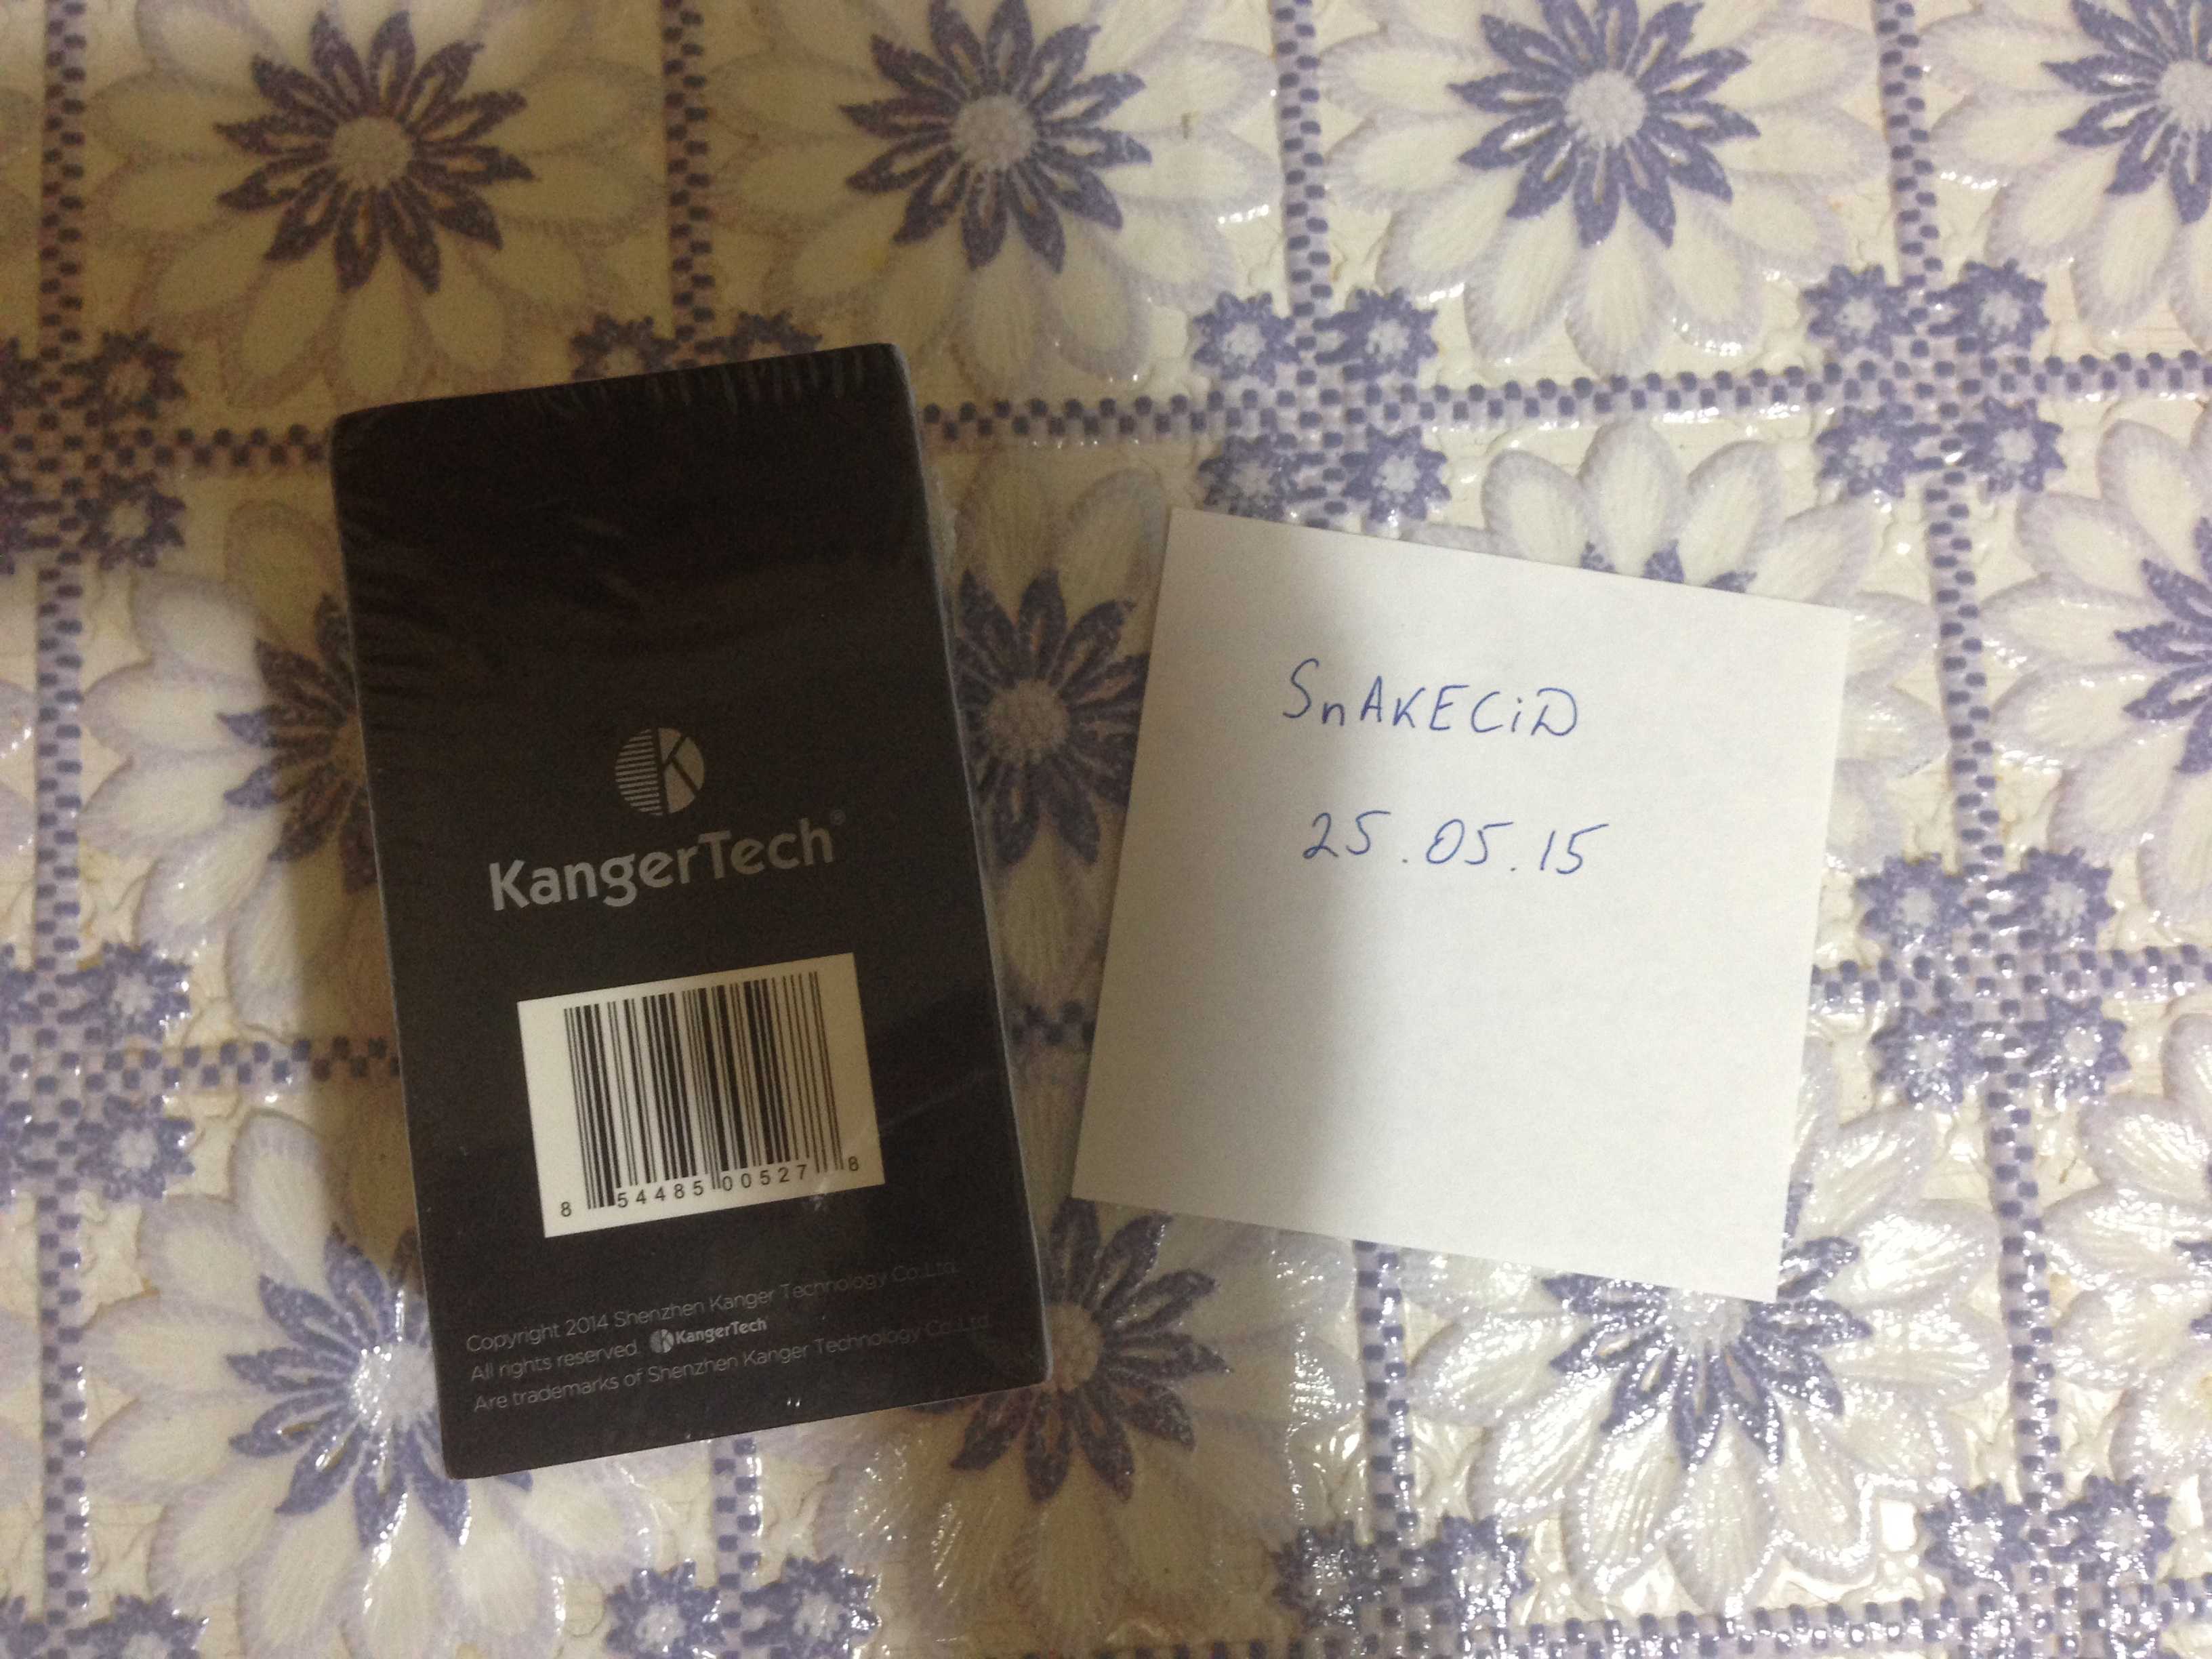 KangerTech®
8 54485 00527 8
Copyright 2014 Shenzhen Kanger Technology Co.,Ltd.
All rights reserved. KangerTech
Are trademarks of Shenzhen Kanger Technology Co.,Ltd.
SnAKECiD
25.05.15